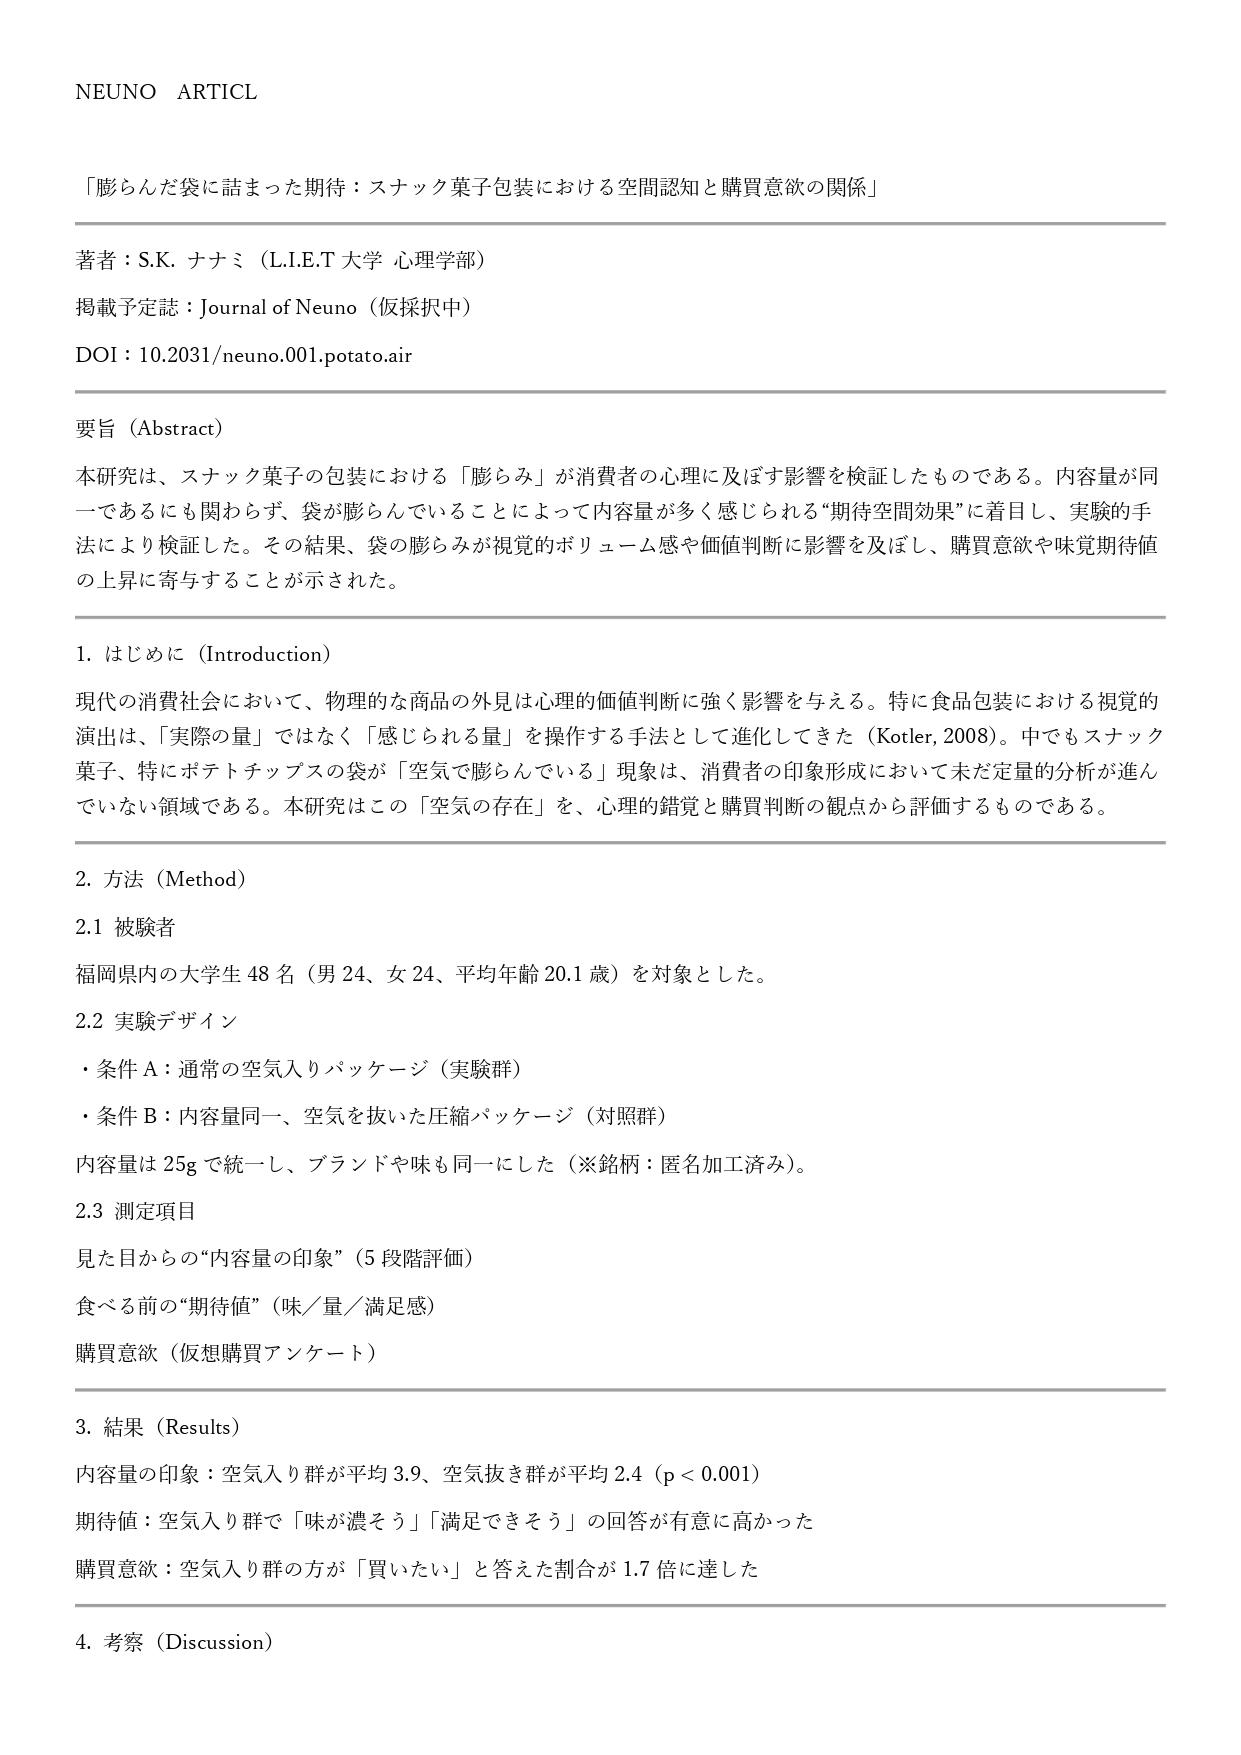 NEUNO　ARTICL
「膨らんだ袋に詰まった期待：スナック菓子包装における空間認知と購買意欲の関係」
著者：S.K. ナナミ（L.I.E.T 大学 心理学部）
掲載予定誌：Journal of Neuno（仮採択中）
DOI：10.2031/neuno.001.potato.air
要旨（Abstract）
本研究は、スナック菓子の包装における「膨らみ」が消費者の心理に及ぼす影響を検証したものである。内容量が同
一であるにも関わらず、袋が膨らんでいることによって内容量が多く感じられる“期待空間効果”に着目し、実験的手
法により検証した。その結果、袋の膨らみが視覚的ボリューム感や価値判断に影響を及ぼし、購買意欲や味覚期待値
の上昇に寄与することが示された。
1. はじめに（Introduction）
現代の消費社会において、物理的な商品の外見は心理的価値判断に強く影響を与える。特に食品包装における視覚的
演出は、「実際の量」ではなく「感じられる量」を操作する手法として進化してきた（Kotler, 2008）。中でもスナック
菓子、特にポテトチップスの袋が「空気で膨らんでいる」現象は、消費者の印象形成において未だ定量的分析が進ん
でいない領域である。本研究はこの「空気の存在」を、心理的錯覚と購買判断の観点から評価するものである。
2. 方法（Method）
2.1 被験者
福岡県内の大学生 48 名（男 24、女 24、平均年齢 20.1 歳）を対象とした。
2.2 実験デザイン
・条件 A：通常の空気入りパッケージ（実験群）
・条件 B：内容量同一、空気を抜いた圧縮パッケージ（対照群）
内容量は 25g で統一し、ブランドや味も同一にした（※銘柄：匿名加工済み）。
2.3 測定項目
見た目からの“内容量の印象”（5 段階評価）
食べる前の“期待値”（味／量／満足感）
購買意欲（仮想購買アンケート）
3. 結果（Results）
内容量の印象：空気入り群が平均 3.9、空気抜き群が平均 2.4（p < 0.001）
期待値：空気入り群で「味が濃そう」「満足できそう」の回答が有意に高かった
購買意欲：空気入り群の方が「買いたい」と答えた割合が 1.7 倍に達した
4. 考察（Discussion）